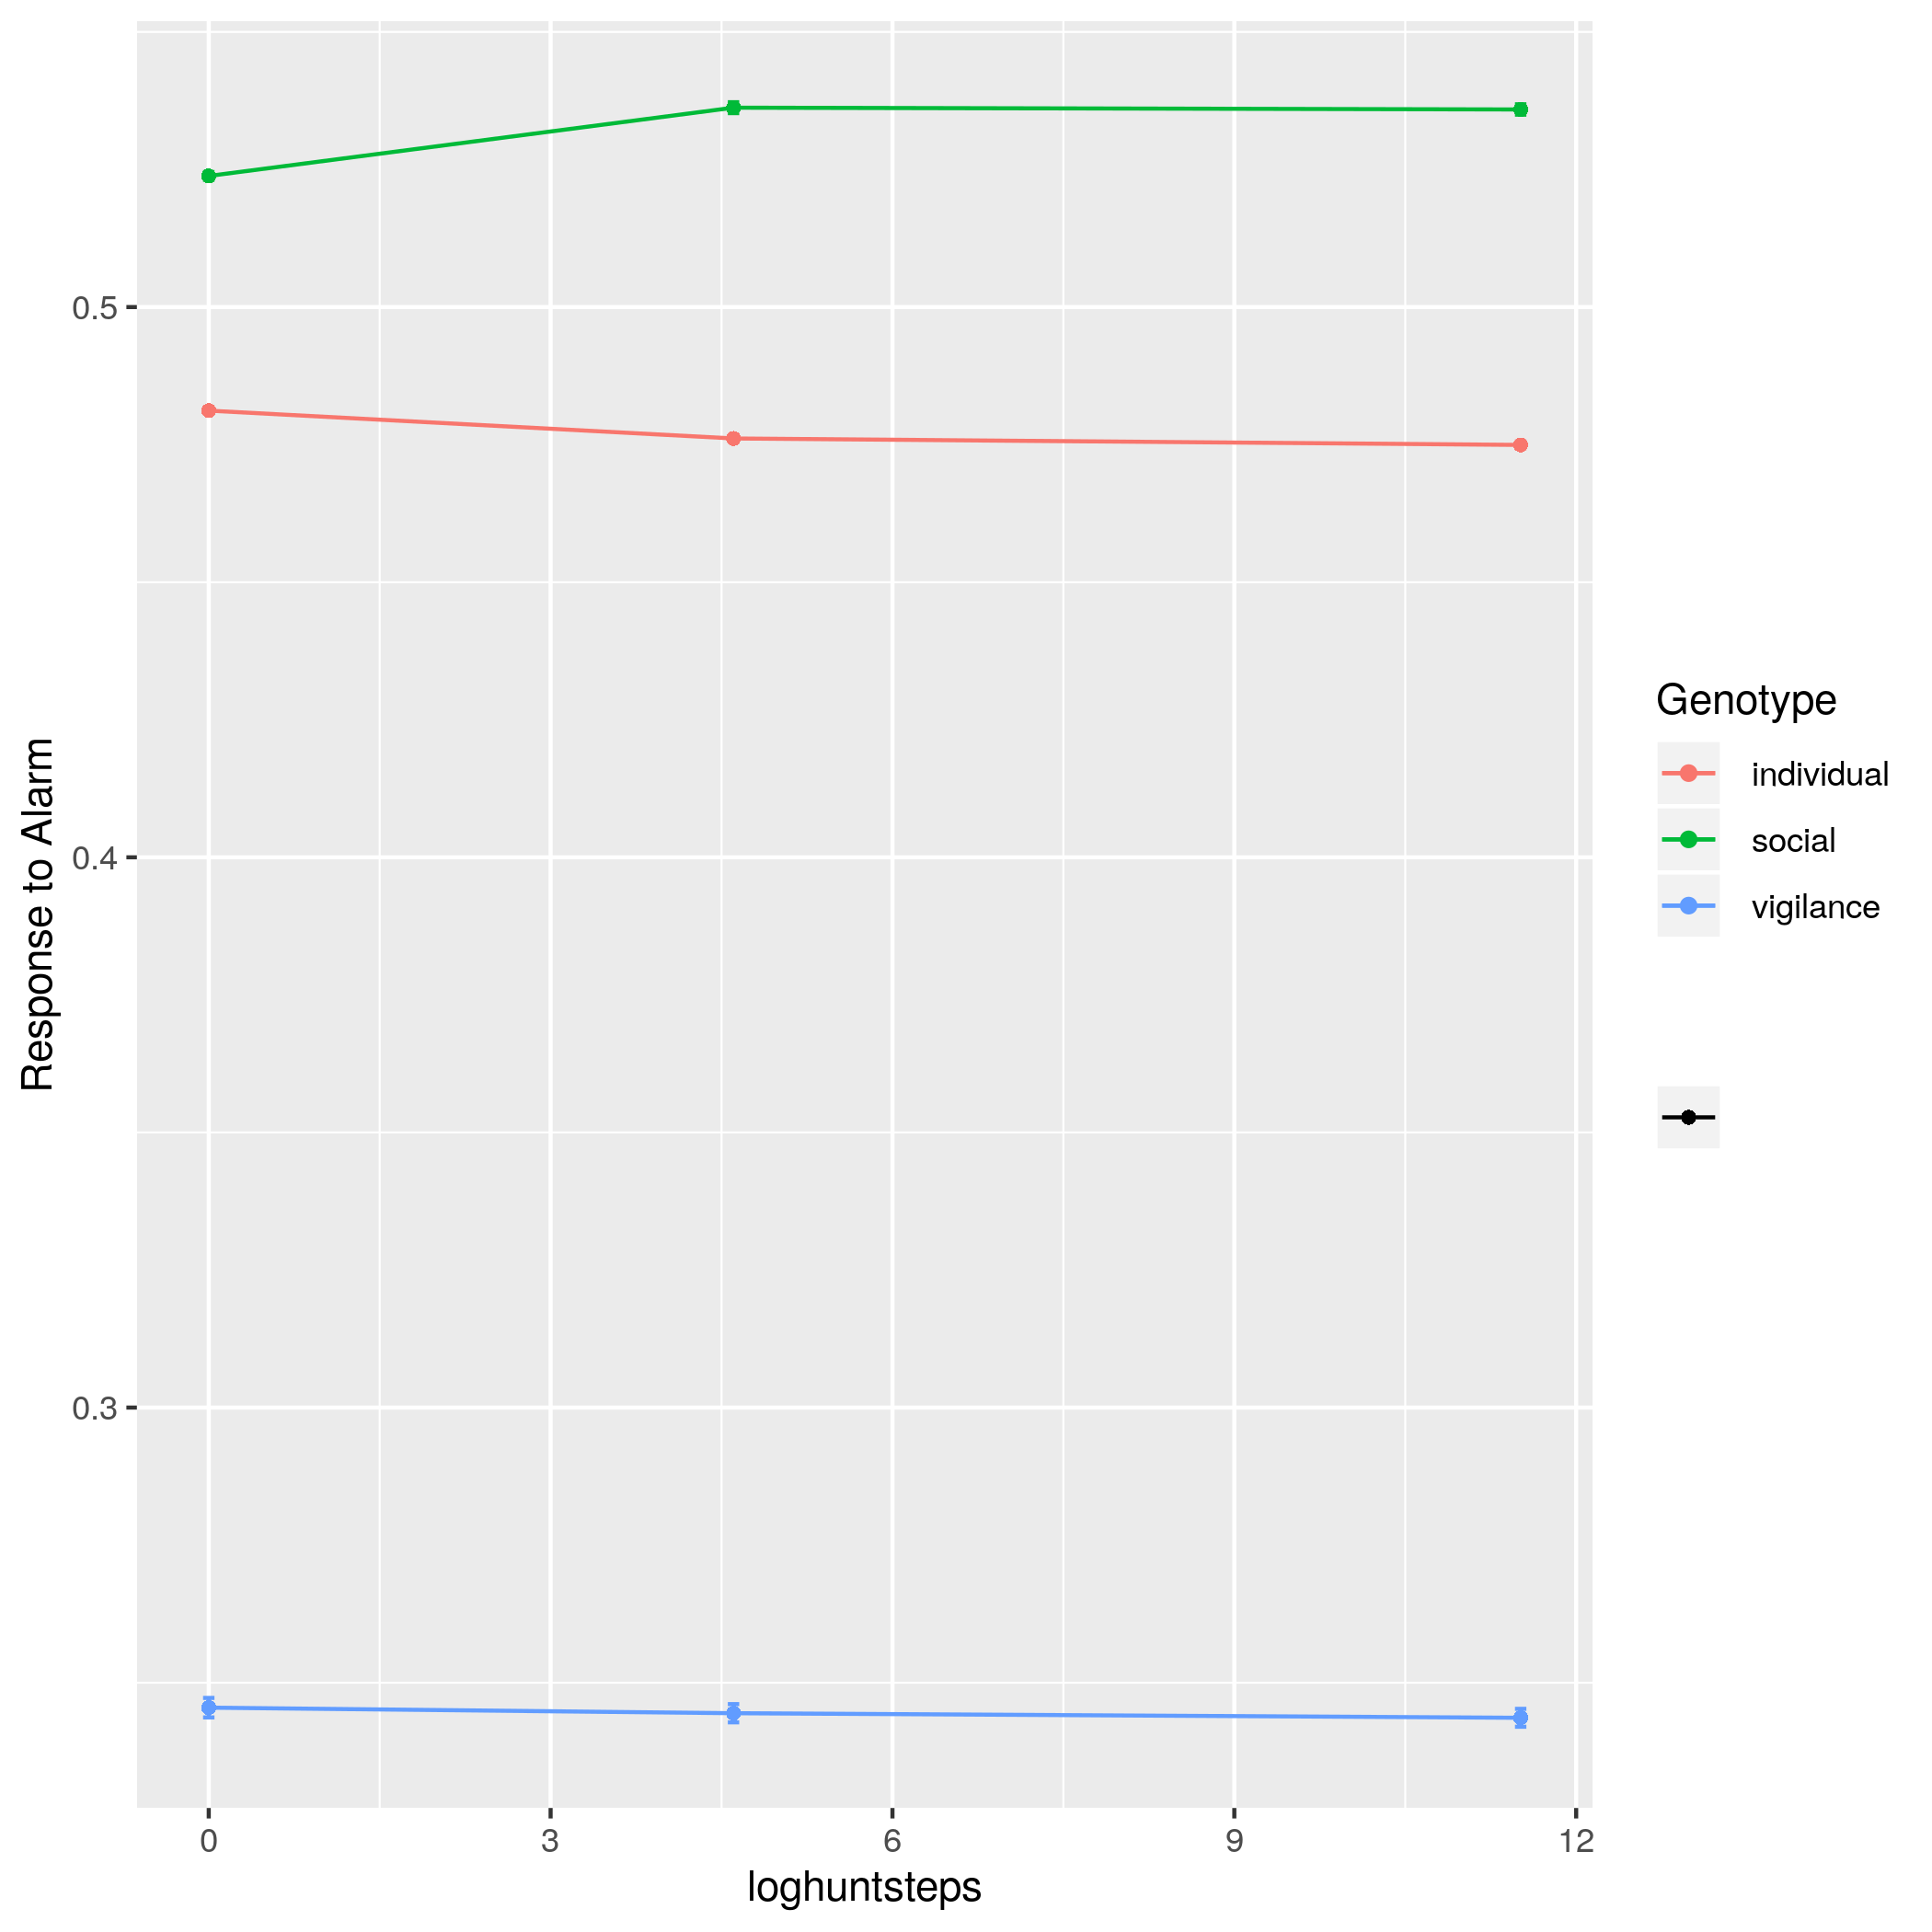 0.5
0.4
0.3
Response to Alarm
0
3
6
9
12
loghuntsteps
Genotype
individual
social
vigilance